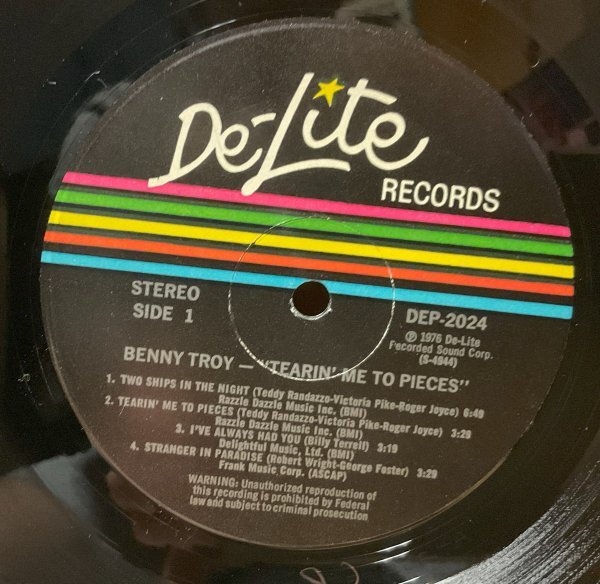 De-Lite
RECORDS
STEREO
SIDE 1
DEP-2024
℗ 1976 De-Lite
Recorded Sound Corp.
(S-4944)
BENNY TROY — "TEARIN' ME TO PIECES"
1. TWO SHIPS IN THE NIGHT (Teddy Randazzo-Victoria Pike-Roger Joyce) 6:49
Razzle Dazzle Music Inc. (BMI)
2. TEARIN' ME TO PIECES (Teddy Randazzo-Victoria Pike-Roger Joyce) 3:29
Razzle Dazzle Music Inc. (BMI)
3. I'VE ALWAYS HAD YOU (Billy Terrell) 3:19
Delightful Music, Ltd. (BMI)
4. STRANGER IN PARADISE (Robert Wright-George Foster) 3:29
Frank Music Corp. (ASCAP)
WARNING: Unauthorized reproduction of
this recording is prohibited by Federal
law and subject to criminal prosecution